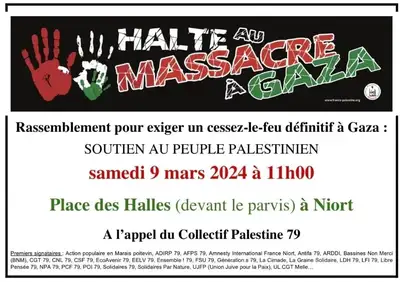 HALTE AU
MASSACRE
À GAZA
www.france-palestine.org
Rassemblement pour exiger un cessez-le-feu définitif à Gaza :
SOUTIEN AU PEUPLE PALESTINIEN
samedi 9 mars 2024 à 11h00
Place des Halles (devant le parvis) à Niort
A l’appel du Collectif Palestine 79
Premiers signataires : Action populaire en Marais poitevin, ADIRP 79, AFPS 79, Amnesty International France Niort, Antifa 79, ARDDI, Bassines Non Merci
(BNM), CGT 79, CNL 79, CSF 79, EcoAvenir 79, EELV 79, Ensemble ! 79, FSU 79, Génération.s 79, La Cimade, La Graine Solidaire, LDH 79, LFI 79, Libre
Pensée 79, NPA 79, PCF 79, POI 79, Solidaires 79, Solidaires Par Nature, UJFP (Union Juive pour la Paix), UL CGT Melle…